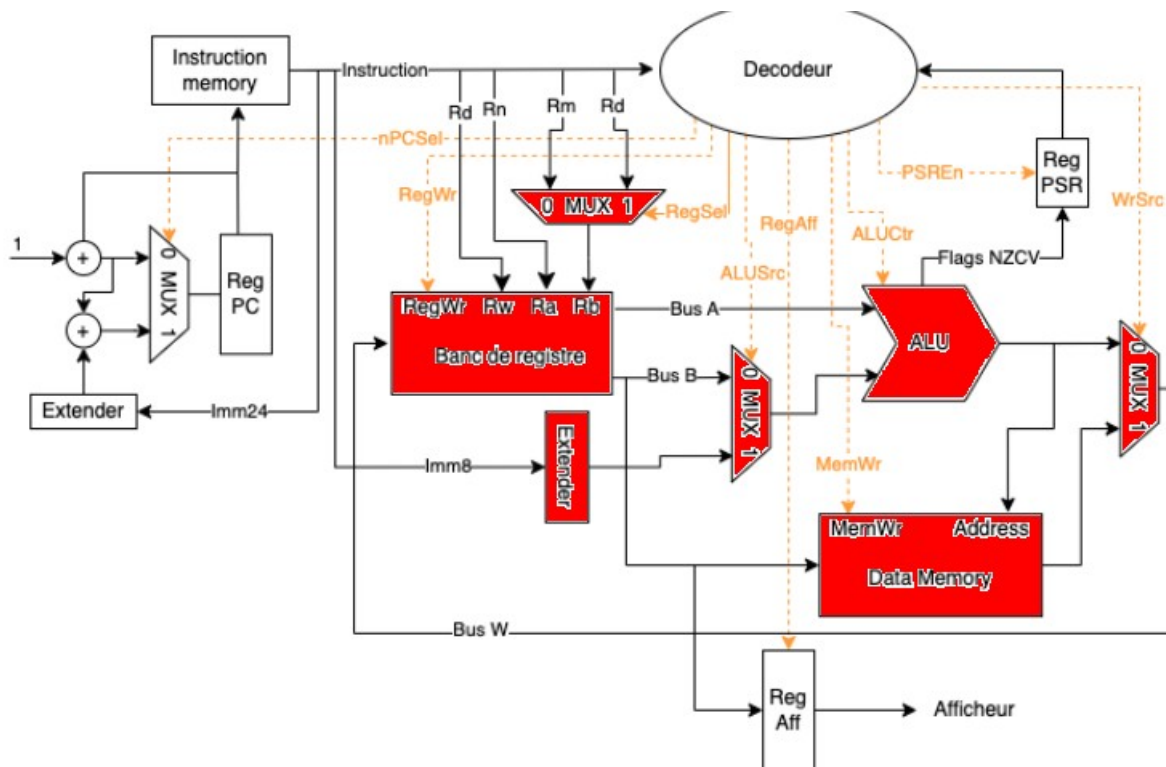 Instruction
memory
Instruction
Decodeur
Rd
Rn
Rm
Rd
nPCSel
RegWr
0 MUX 1
RegSel
RegAff
PSREn
Reg
PSR
WrSrc
1
+
0 MUX 1
Reg
PC
ALUSrc
ALUCtr
Flags NZCV
+
RegWr Rw Ra Rb
Banc de registre
Bus A
ALU
0 MUX 1
Bus B
0 MUX 1
Extender
Imm24
Extender
Imm8
MemWr
MemWr Address
Data Memory
Bus W
Reg
Aff
Afficheur